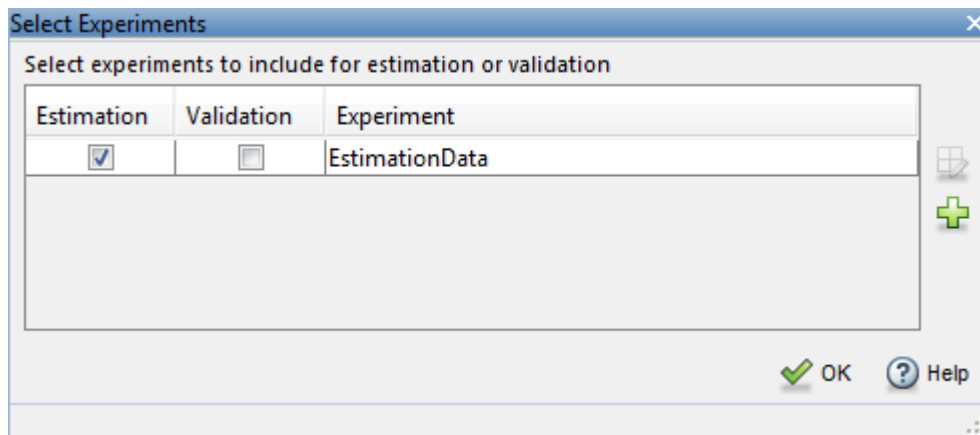 Select Experiments
Select experiments to include for estimation or validation
Estimation Validation Experiment
EstimationData
OK Help